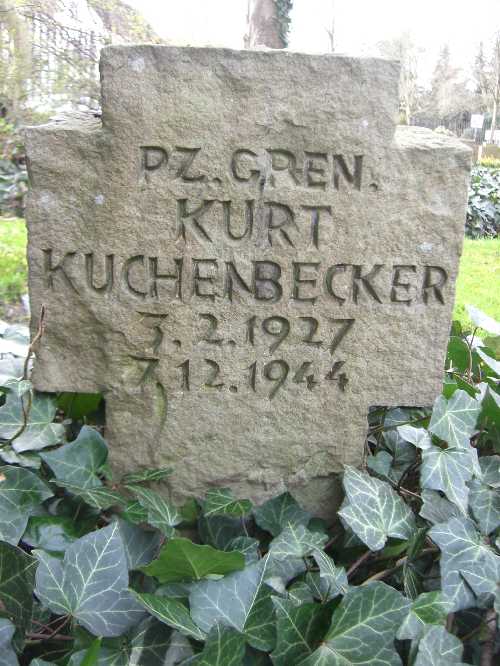 PZ. GREN.
KURT
KUCHENBECKER
3. 2. 1927
7. 12. 1944